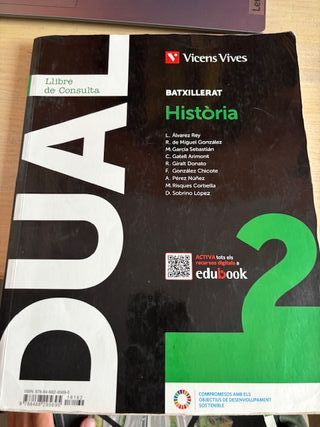 Llibre
de Consulta
DUAL
Vicens Vives
BATXILLERAT
Història
L. Álvarez Rey
R. de Miguel González
M. García Sebastián
C. Gatell Arimont
R. Giralt Donato
F. González Chicote
A. Pérez Núñez
M. Risques Corbella
D. Sobrino López
ACTIVA tots els
recursos digitals a
edubook
2
COMPROMESOS AMB ELS
OBJECTIUS DE DESENVOLUPAMENT
SOSTENIBLE